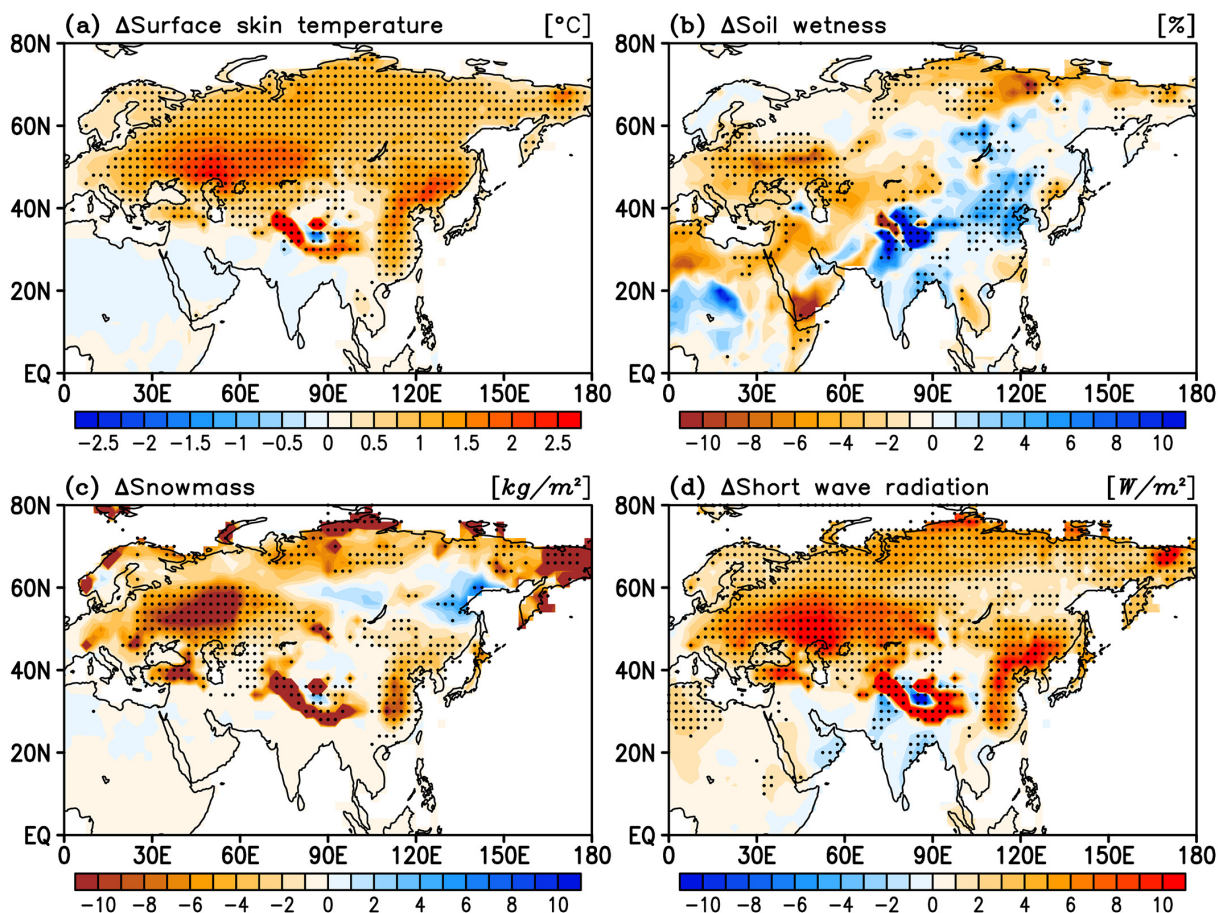 (a) ΔSurface skin temperature [°C]
80N
60N
40N
20N
EQ
0 30E 60E 90E 120E 150E 180
-2.5 -2 -1.5 -1 -0.5 0 0.5 1 1.5 2 2.5
(b) ΔSoil wetness [%]
80N
60N
40N
20N
EQ
0 30E 60E 90E 120E 150E 180
-10 -8 -6 -4 -2 0 2 4 6 8 10
(c) ΔSnowmass [kg/m²]
80N
60N
40N
20N
EQ
0 30E 60E 90E 120E 150E 180
-10 -8 -6 -4 -2 0 2 4 6 8 10
(d) ΔShort wave radiation [W/m²]
80N
60N
40N
20N
EQ
0 30E 60E 90E 120E 150E 180
-10 -8 -6 -4 -2 0 2 4 6 8 10